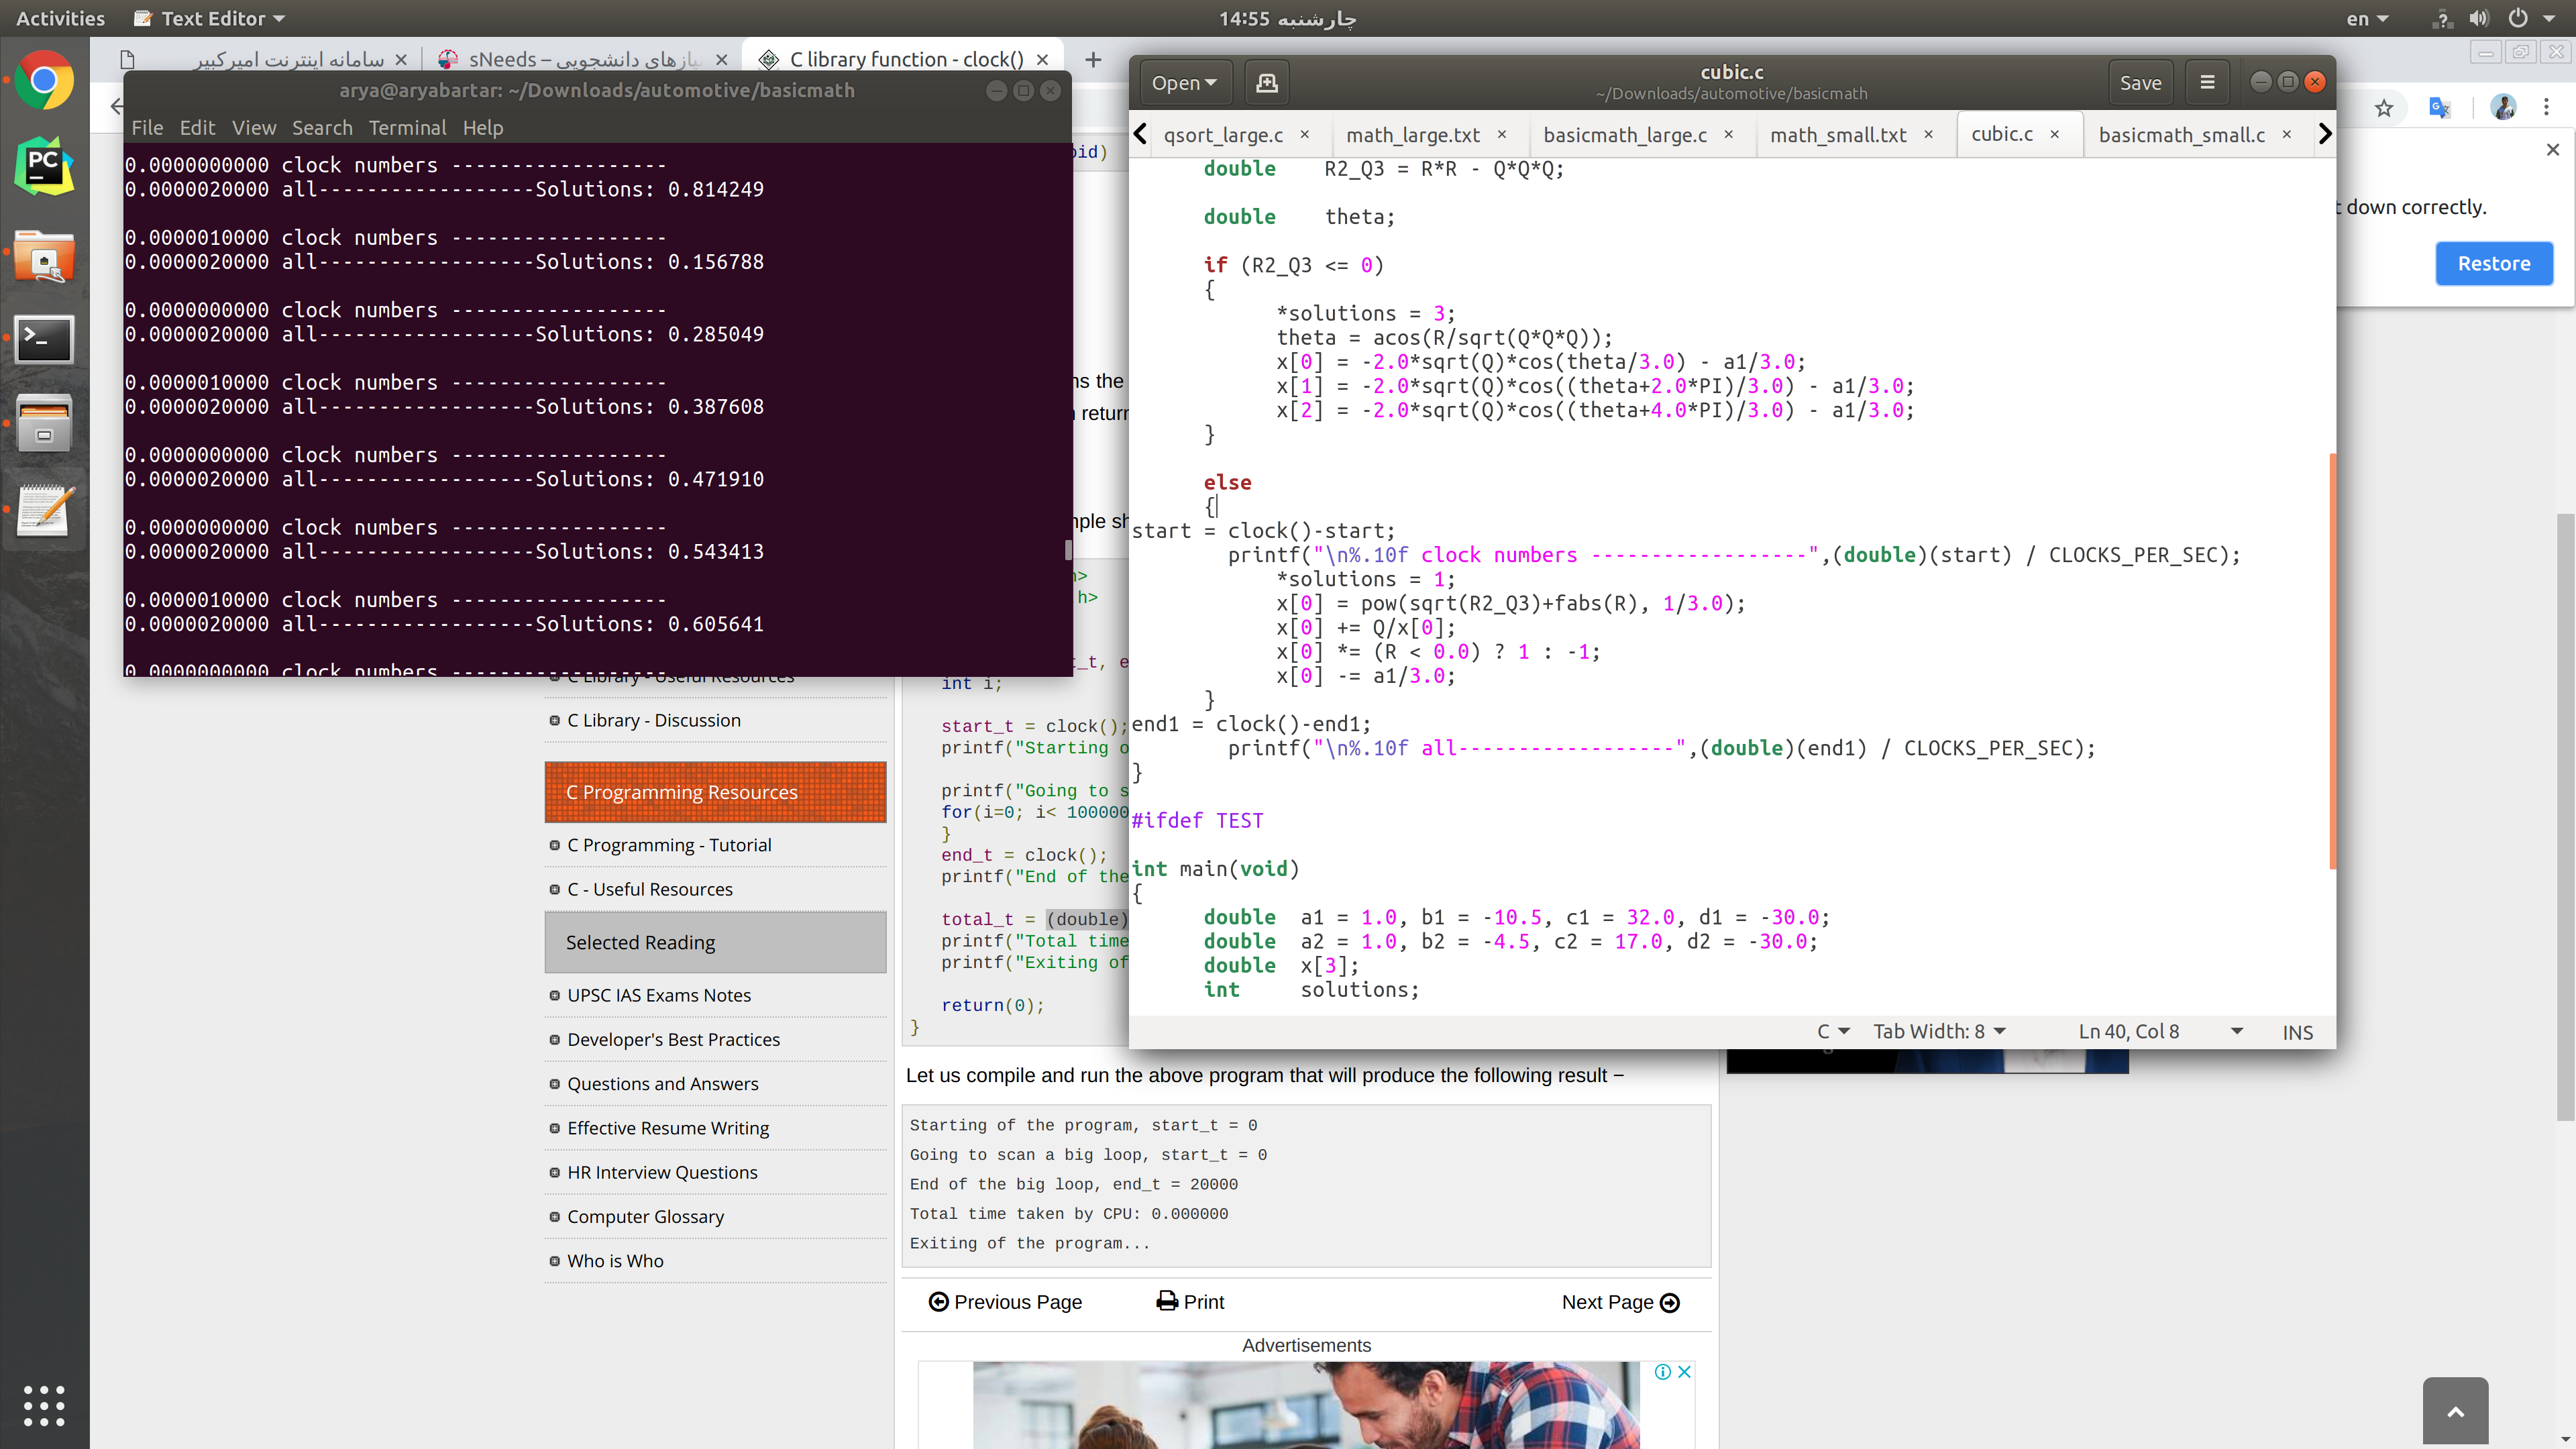 Activities
Text Editor
چارشنبه 14:55
en
سامانه اینترنت امیرکبیر
sNeeds – نیازهای دانشجویی
C library function - clock()
arya@aryabartar: ~/Downloads/automotive/basicmath
File Edit View Search Terminal Help
0.0000000000 clock numbers ------------------
0.0000020000 all------------------Solutions: 0.814249
0.0000010000 clock numbers ------------------
0.0000020000 all------------------Solutions: 0.156788
0.0000000000 clock numbers ------------------
0.0000020000 all------------------Solutions: 0.285049
0.0000010000 clock numbers ------------------
0.0000020000 all------------------Solutions: 0.387608
0.0000000000 clock numbers ------------------
0.0000020000 all------------------Solutions: 0.471910
0.0000000000 clock numbers ------------------
0.0000020000 all------------------Solutions: 0.543413
0.0000010000 clock numbers ------------------
0.0000020000 all------------------Solutions: 0.605641
0.0000000000 clock numbers ------------------
Open
cubic.c
~/Downloads/automotive/basicmath
Save
qsort_large.c
math_large.txt
basicmath_large.c
math_small.txt
cubic.c
basicmath_small.c
double R2_Q3 = R*R - Q*Q*Q;
double theta;
if (R2_Q3 <= 0)
{
*solutions = 3;
theta = acos(R/sqrt(Q*Q*Q));
x[0] = -2.0*sqrt(Q)*cos(theta/3.0) - a1/3.0;
x[1] = -2.0*sqrt(Q)*cos((theta+2.0*PI)/3.0) - a1/3.0;
x[2] = -2.0*sqrt(Q)*cos((theta+4.0*PI)/3.0) - a1/3.0;
}
else
{
start = clock()-start;
printf("\n%.10f clock numbers ------------------",(double)(start) / CLOCKS_PER_SEC);
*solutions = 1;
x[0] = pow(sqrt(R2_Q3)+fabs(R), 1/3.0);
x[0] += Q/x[0];
x[0] *= (R < 0.0) ? 1 : -1;
x[0] -= a1/3.0;
}
end1 = clock()-end1;
printf("\n%.10f all------------------",(double)(end1) / CLOCKS_PER_SEC);
}
#ifdef TEST
int main(void)
{
double a1 = 1.0, b1 = -10.5, c1 = 32.0, d1 = -30.0;
double a2 = 1.0, b2 = -4.5, c2 = 17.0, d2 = -30.0;
double x[3];
int solutions;
C
Tab Width: 8
Ln 40, Col 8
INS
t down correctly.
Restore
C Library - Useful Resources
C Library - Discussion
C Programming Resources
C Programming - Tutorial
C - Useful Resources
Selected Reading
UPSC IAS Exams Notes
Developer's Best Practices
Questions and Answers
Effective Resume Writing
HR Interview Questions
Computer Glossary
Who is Who
oid)
ns the
return
mple sh
h>
h>
t_t, e
int i;
start_t = clock();
printf("Starting o
printf("Going to s
for(i=0; i< 100000
}
end_t = clock();
printf("End of the
total_t = (double)
printf("Total time
printf("Exiting of
return(0);
}
Let us compile and run the above program that will produce the following result −
Starting of the program, start_t = 0
Going to scan a big loop, start_t = 0
End of the big loop, end_t = 20000
Total time taken by CPU: 0.000000
Exiting of the program...
Previous Page
Print
Next Page
Advertisements